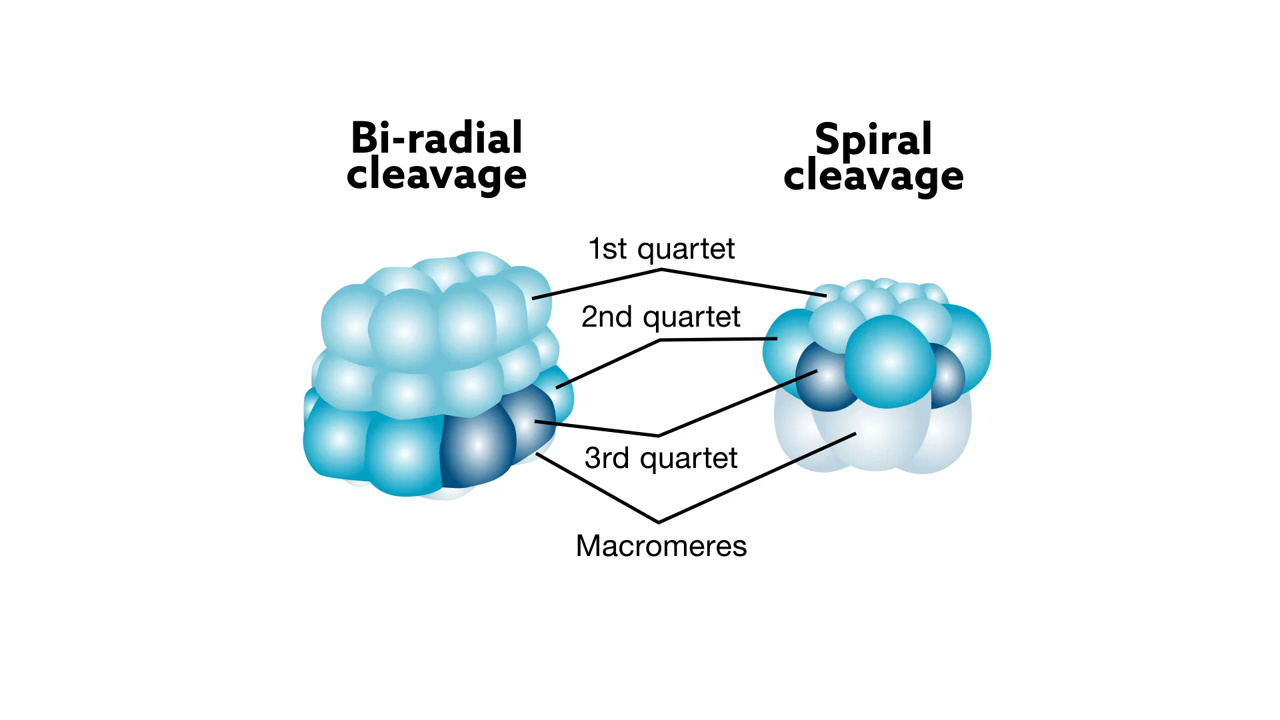 Bi-radial
cleavage
Spiral
cleavage
1st quartet
2nd quartet
3rd quartet
Macromeres